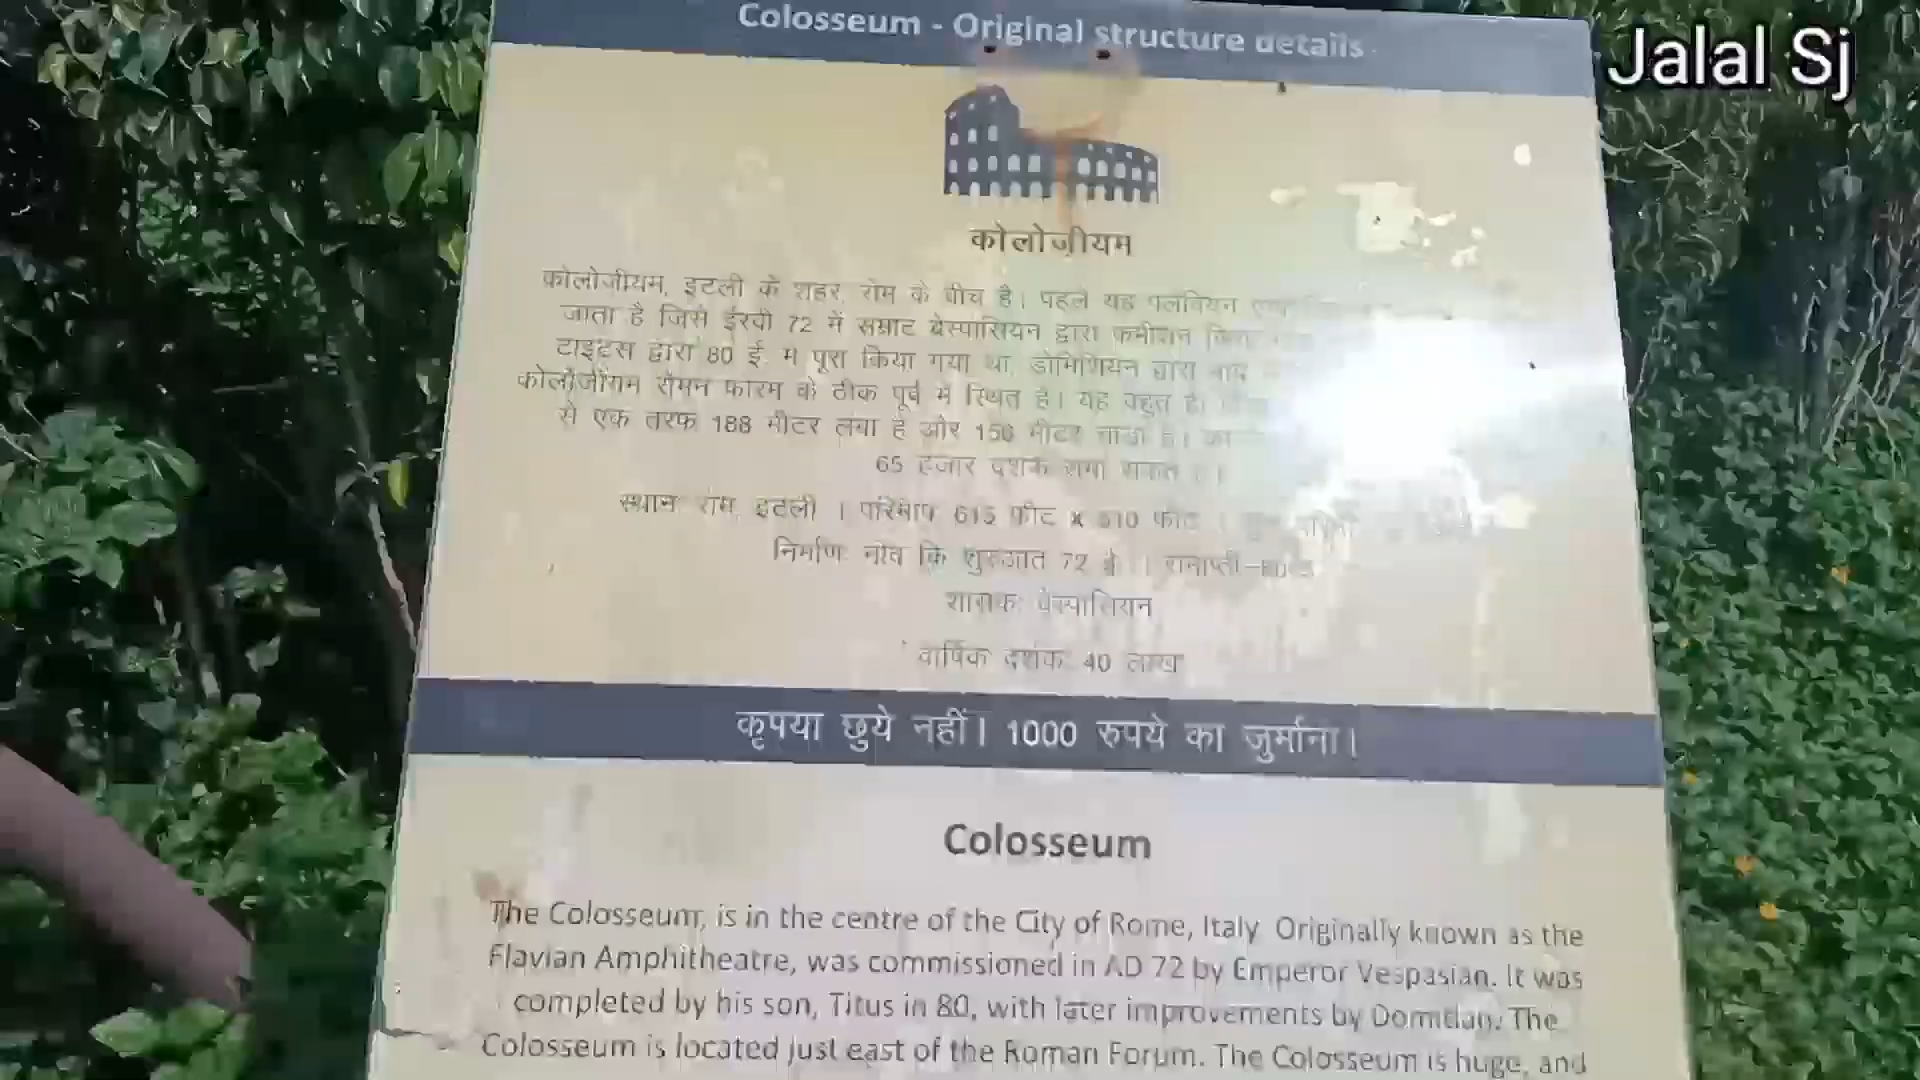 Colosseum - Original structure details
Jalal Sj
कोलोज़ीयम
कोलोजीयम, इटली के शहर, रोम के बीच है। पहले यह फ्लेवियन
जाता है जिसे ईस्वी 72 में सम्राट वेस्पासियन द्वारा कमीशन
टाइटस द्वारा 80 ई. में पूरा किया गया था, डोमिशियन द्वारा बाद
कोलोजीयम रोमन फोरम के ठीक पूर्व में स्थित है। यह बहुत
से एक तरफ 188 मीटर लंबा है और 156 मीटर
65 हजार दर्शक
स्थान: रोम, इटली । परिमाप 615 फीट x 510 फीट ।
निर्माण: नीव कि शुरुआत 72
शासक: वेस्पासियन
वार्षिक दर्शक: 40 लाख
कृपया छुये नहीं। 1000 रुपये का जुर्माना।
Colosseum
The Colosseum, is in the centre of the City of Rome, Italy. Originally known as the
Flavian Amphitheatre, was commissioned in AD 72 by Emperor Vespasian. It was
completed by his son, Titus in 80, with later improvements by Domitian. The
Colosseum is located just east of the Roman Forum. The Colosseum is huge, and